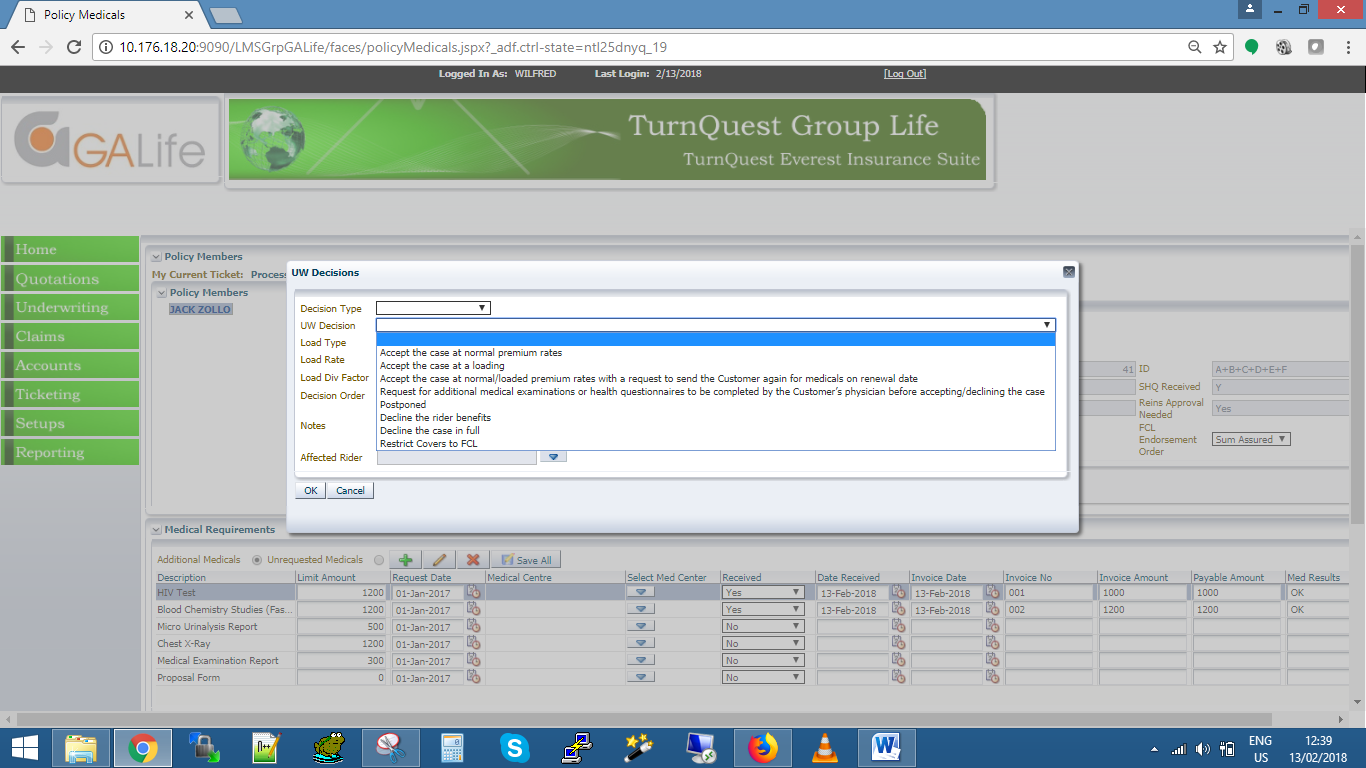 Policy Medicals
10.176.18.20:9090/LMSGrpGALife/faces/policyMedicals.jspx?_adf.ctrl-state=ntl25dnyq_19
Logged In As: WILFRED Last Login: 2/13/2018 [Log Out]
GALIFE
TurnQuest Group Life
TurnQuest Everest Insurance Suite
Home
Quotations
Underwriting
Claims
Accounts
Ticketing
Setups
Reporting
Policy Members
My Current Ticket: Process
Policy Members
JACK ZOLLO
UW Decisions
Decision Type
UW Decision
Load Type
Load Rate
Load Div Factor
Decision Order
Notes
Affected Rider
Accept the case at normal premium rates
Accept the case at a loading
Accept the case at normal/loaded premium rates with a request to send the Customer again for medicals on renewal date
Request for additional medical examinations or health questionnaires to be completed by the Customer's physician before accepting/declining the case
Postponed
Decline the rider benefits
Decline the case in full
Restrict Covers to FCL
OK Cancel
41 ID A+B+C+D+E+F
SHQ Received Y
Reins Approval Needed Yes
FCL Endorsement Order Sum Assured
Medical Requirements
Additional Medicals Unrequested Medicals Save All
Description Limit Amount Request Date Medical Centre Select Med Center Received Date Received Invoice Date Invoice No Invoice Amount Payable Amount Med Results
HIV Test 1200 01-Jan-2017 Yes 13-Feb-2018 13-Feb-2018 001 1000 1000 OK
Blood Chemistry Studies (Fas... 1200 01-Jan-2017 Yes 13-Feb-2018 13-Feb-2018 002 1200 1200 OK
Micro Urinalysis Report 500 01-Jan-2017 No
Chest X-Ray 1200 01-Jan-2017 No
Medical Examination Report 300 01-Jan-2017 No
Proposal Form 0 01-Jan-2017 No
ENG 12:39
US 13/02/2018